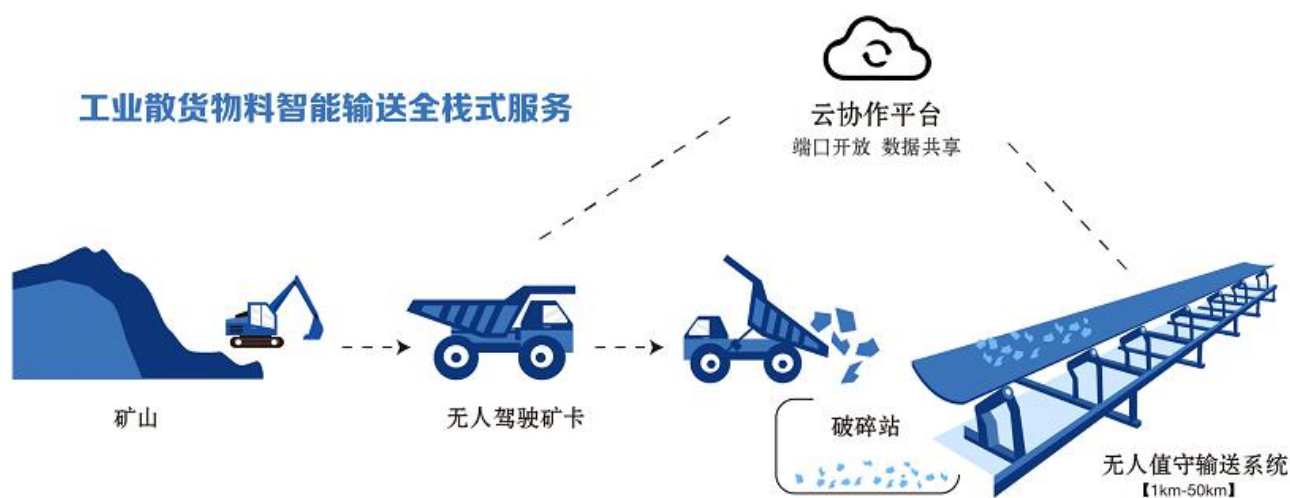 工业散货物料智能输送全栈式服务
云协作平台
端口开放 数据共享
矿山
无人驾驶矿卡
破碎站
无人值守输送系统
【1km-50km】